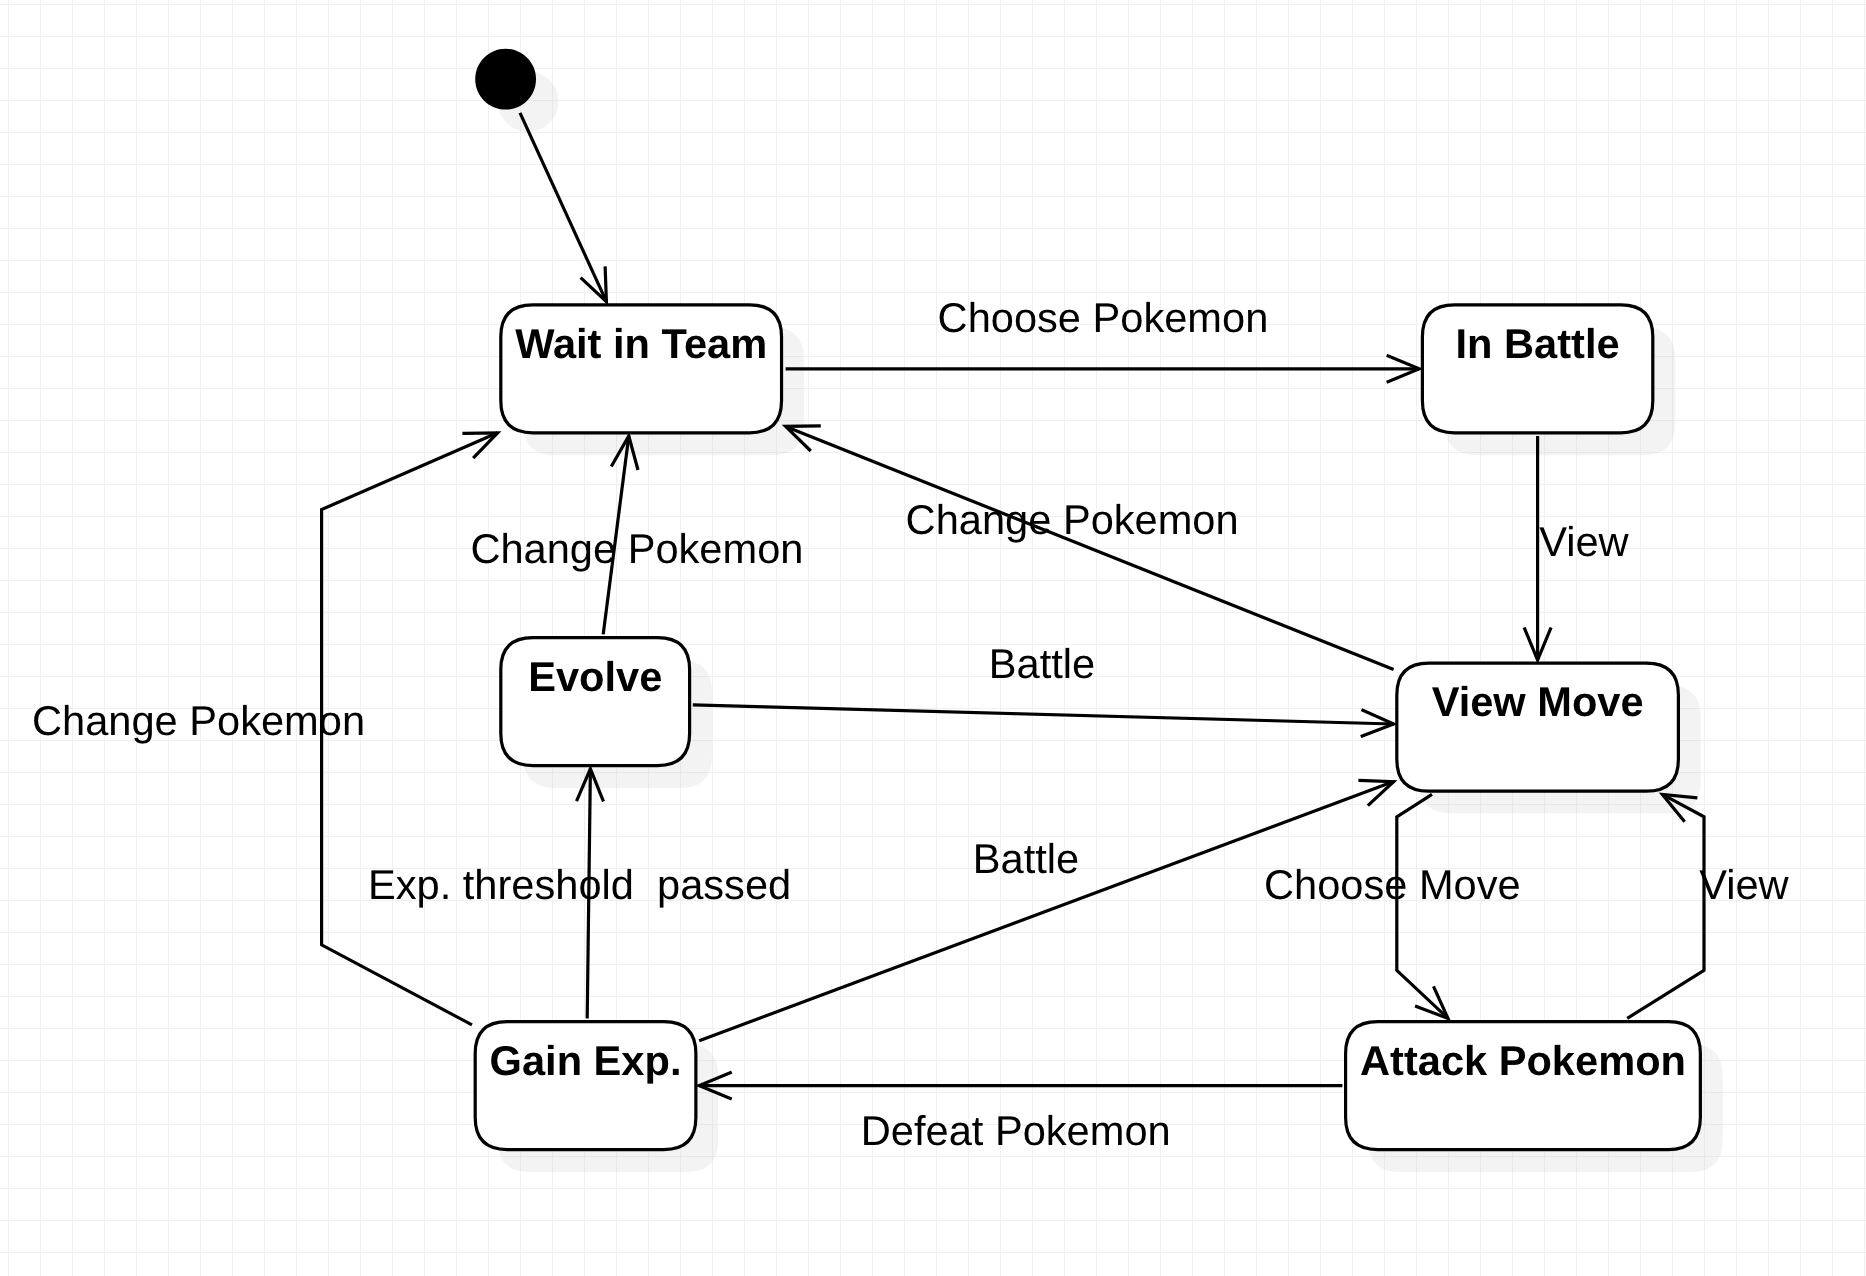 Wait in Team
Choose Pokemon
In Battle
Change Pokemon
Change Pokemon
View
Evolve
Battle
View Move
Change Pokemon
Exp. threshold  passed
Battle
Choose Move
View
Gain Exp.
Attack Pokemon
Defeat Pokemon